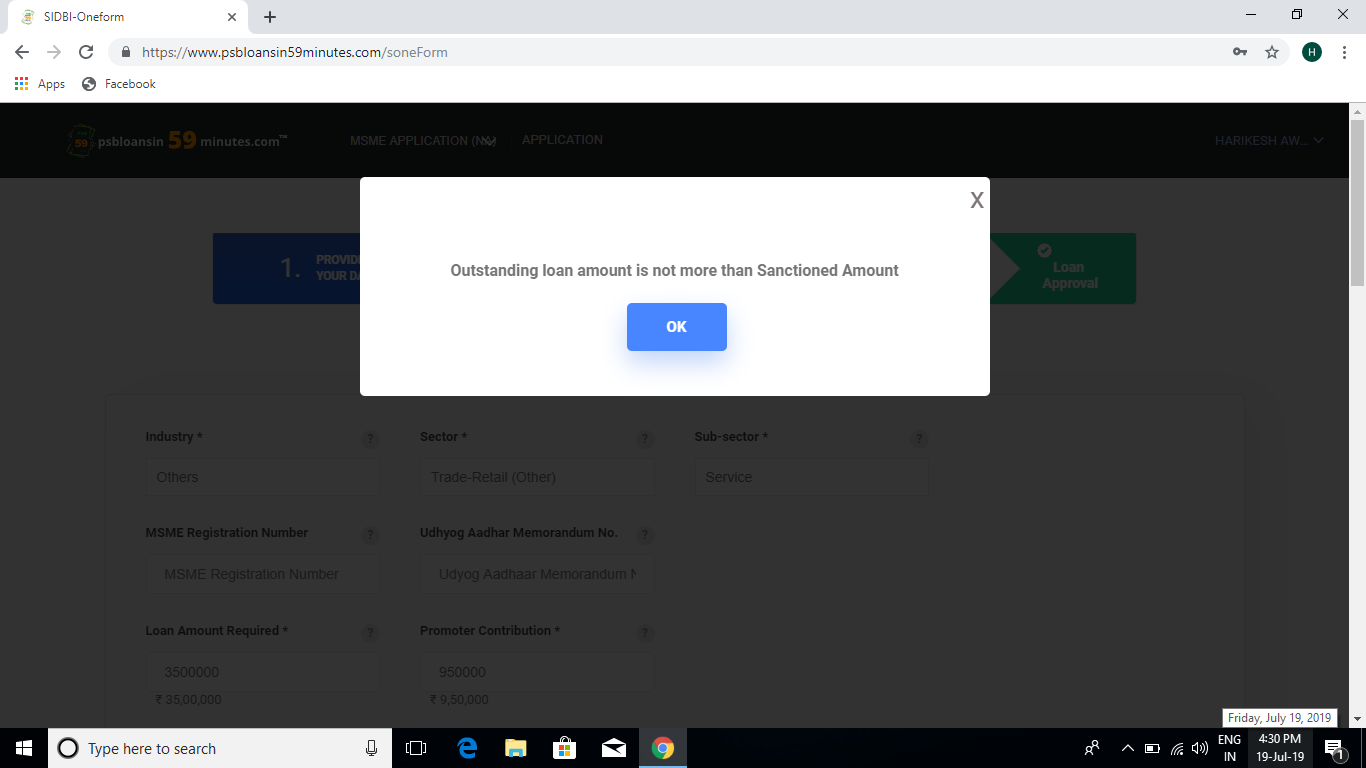 SIDBI-Oneform
https://www.psbloansin59minutes.com/soneForm
H
Apps
Facebook
59
psbloansin 59 minutes.com™
APPLICATION
HARIKESH AW...
MSME APPLICATION
X
1.
Outstanding loan amount is not more than Sanctioned Amount
OK
Loan
Approval
Industry * ?
Sector * ?
Sub-sector * ?
Others
Trade-Retail (Other)
Service
MSME Registration Number ?
Udhyog Aadhar Memorandum No. ?
MSME Registration Number
Udyog Aadhaar Memorandum
Loan Amount Required * ?
Promoter Contribution * ?
3500000
950000
₹ 35,00,000
₹ 9,50,000
Friday, July 19, 2019
Type here to search
ENG
IN
4:30 PM
19-Jul-19
1